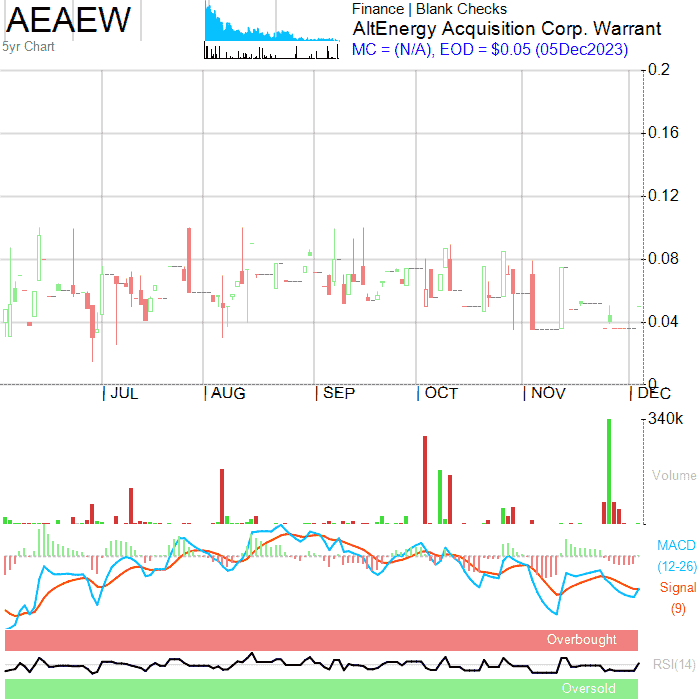 AEAEW
5yr Chart
Finance | Blank Checks
AltEnergy Acquisition Corp. Warrant
MC = (N/A), EOD = $0.05 (05Dec2023)
0.2
0.16
0.12
0.08
0.04
0
| JUL | AUG | SEP | OCT | NOV | DEC
340k
Volume
MACD
(12-26)
Signal
(9)
Overbought
RSI(14)
Oversold